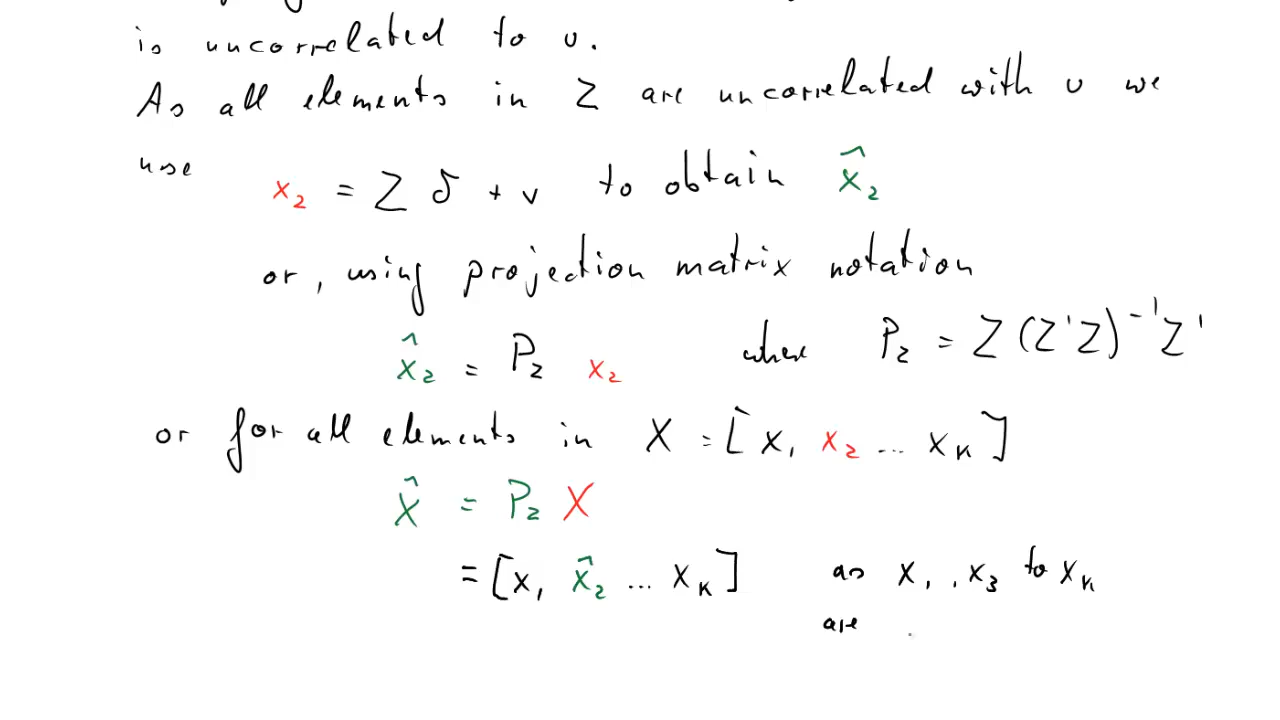 is uncorrelated to u.
As all elements in Z are uncorrelated with u we
use
x₂ = Z δ + v to obtain x̂₂
or, using projection matrix notation
x̂₂ = P_Z x₂ where P_Z = Z (Z'Z)⁻¹Z'
or for all elements in X = [x₁ x₂ ... x_K]
X̂ = P_Z X
= [x₁ x̂₂ ... x_K] as x₁, x₃ to x_K
are